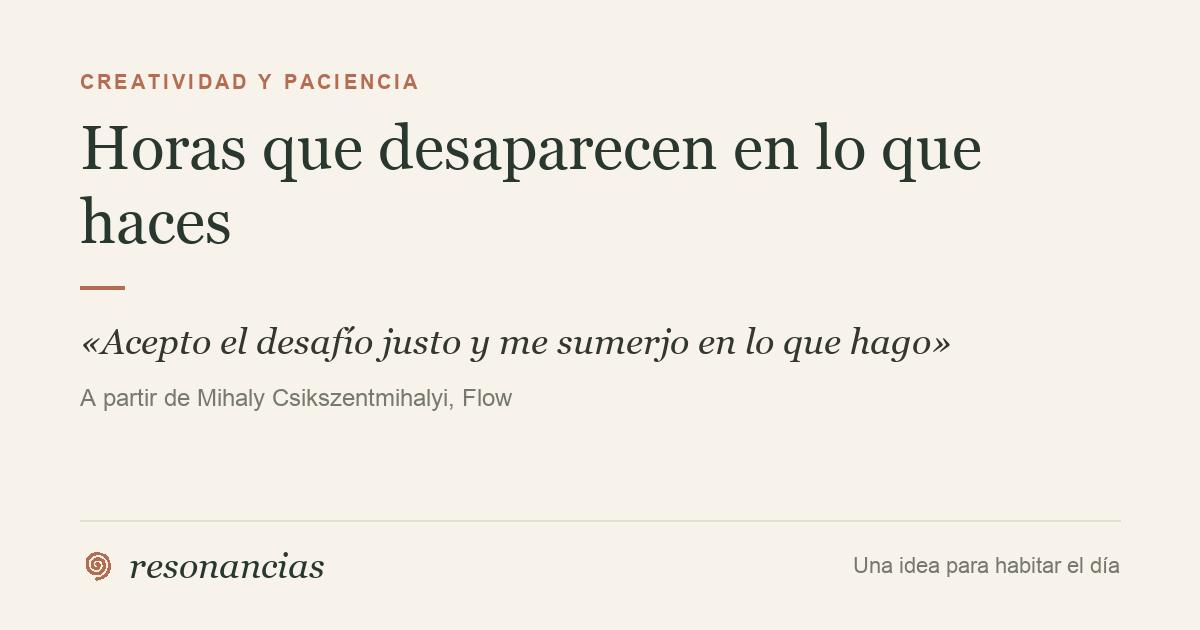 CREATIVIDAD Y PACIENCIA
Horas que desaparecen en lo que
haces
«Acepto el desafío justo y me sumerjo en lo que hago»
A partir de Mihaly Csikszentmihalyi, Flow
resonancias
Una idea para habitar el día